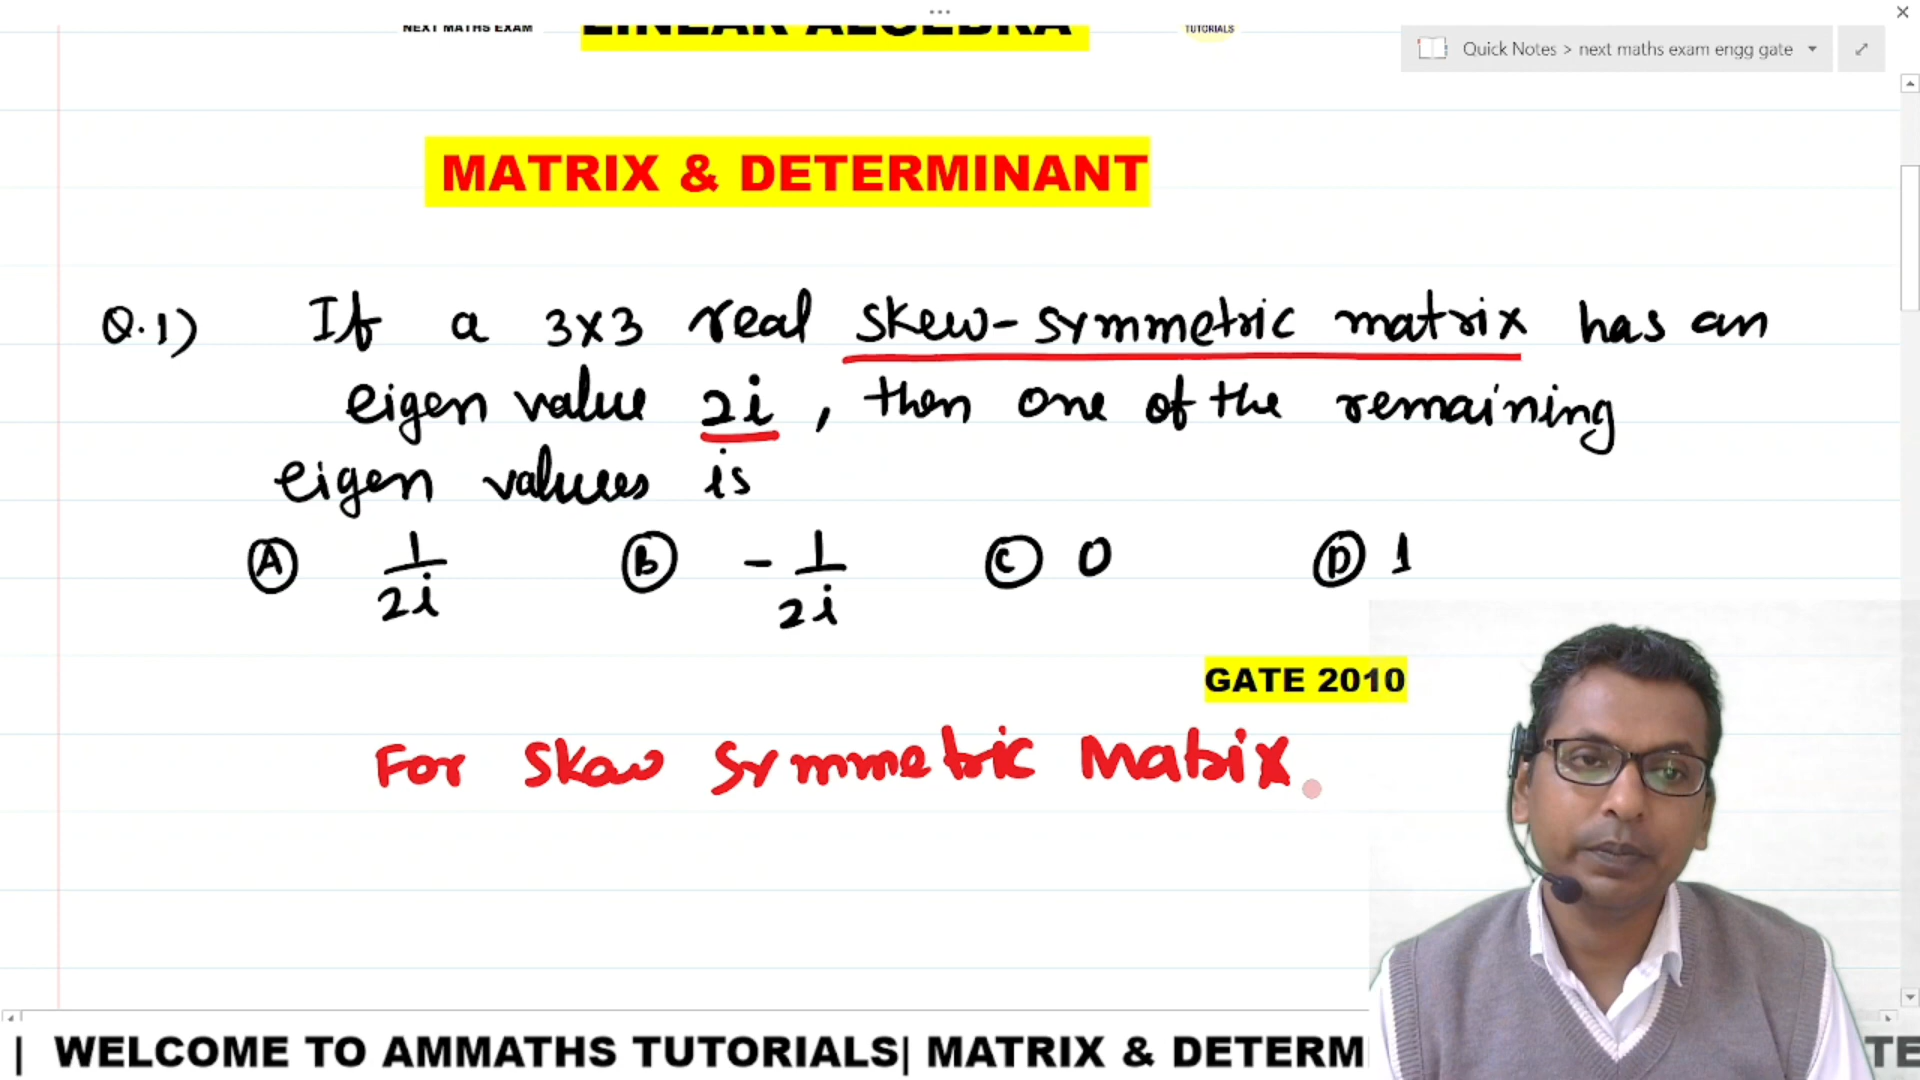 NEXT MATHS EXAM LINEAR ALGEBRA TUTORIALS
Quick Notes > next maths exam engg gate
MATRIX & DETERMINANT
Q.1) If a 3x3 real skew-symmetric matrix has an
eigen value 2i, then one of the remaining
eigen values is
(A) 1/2i (B) - 1/2i (C) 0 (D) 1
GATE 2010
For Skew Symmetric Matrix.
| WELCOME TO AMMATHS TUTORIALS| MATRIX & DETERM TE